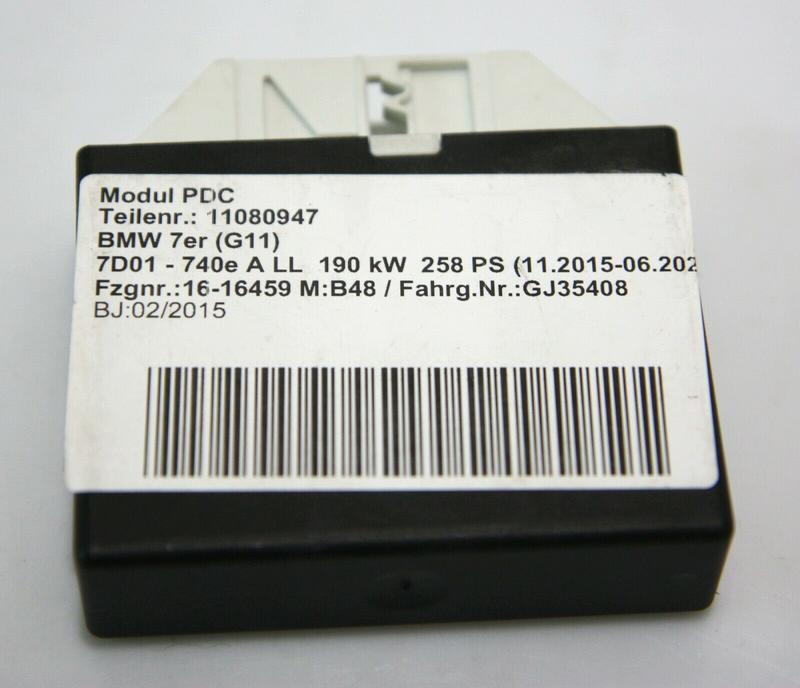 Modul PDC
Teilenr.: 11080947
BMW 7er (G11)
7D01 - 740e A LL 190 kW 258 PS (11.2015-06.202
Fzgnr.:16-16459 M:B48 / Fahrg.Nr.:GJ35408
BJ:02/2015